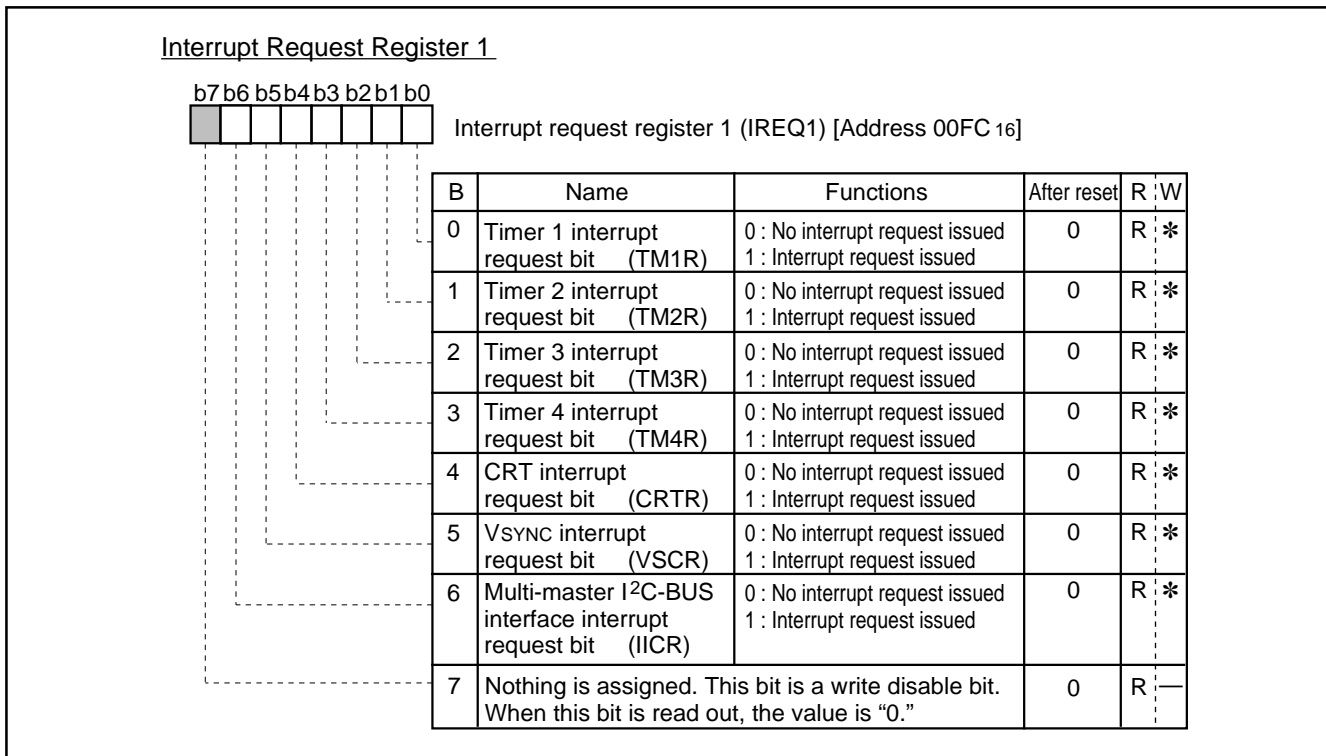 Interrupt Request Register 1
b7 b6 b5 b4 b3 b2 b1 b0
Interrupt request register 1 (IREQ1) [Address 00FC 16]
B Name Functions After reset R W
0 Timer 1 interrupt request bit (TM1R) 0 : No interrupt request issued 1 : Interrupt request issued 0 R ✻
1 Timer 2 interrupt request bit (TM2R) 0 : No interrupt request issued 1 : Interrupt request issued 0 R ✻
2 Timer 3 interrupt request bit (TM3R) 0 : No interrupt request issued 1 : Interrupt request issued 0 R ✻
3 Timer 4 interrupt request bit (TM4R) 0 : No interrupt request issued 1 : Interrupt request issued 0 R ✻
4 CRT interrupt request bit (CRTR) 0 : No interrupt request issued 1 : Interrupt request issued 0 R ✻
5 VSYNC interrupt request bit (VSCR) 0 : No interrupt request issued 1 : Interrupt request issued 0 R ✻
6 Multi-master I2C-BUS interface interrupt request bit (IICR) 0 : No interrupt request issued 1 : Interrupt request issued 0 R ✻
7 Nothing is assigned. This bit is a write disable bit. When this bit is read out, the value is “0.” 0 R —